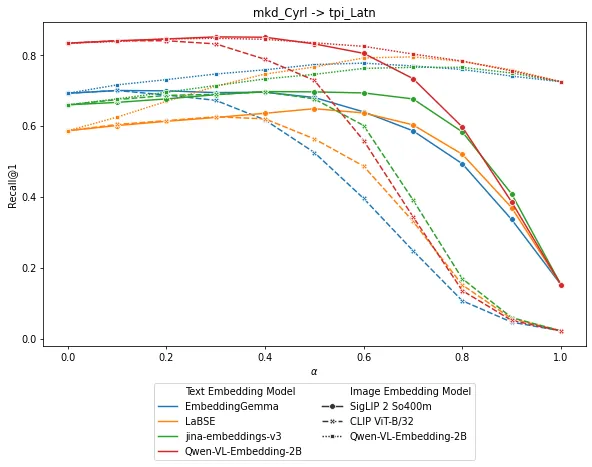 mkd_Cyrl -> tpi_Latn
Recall@1
0.8
0.6
0.4
0.2
0.0
0.0 0.2 0.4 0.6 0.8 1.0
α
Text Embedding Model
EmbeddingGemma
LaBSE
jina-embeddings-v3
Qwen-VL-Embedding-2B
Image Embedding Model
SigLIP 2 So400m
CLIP ViT-B/32
Qwen-VL-Embedding-2B